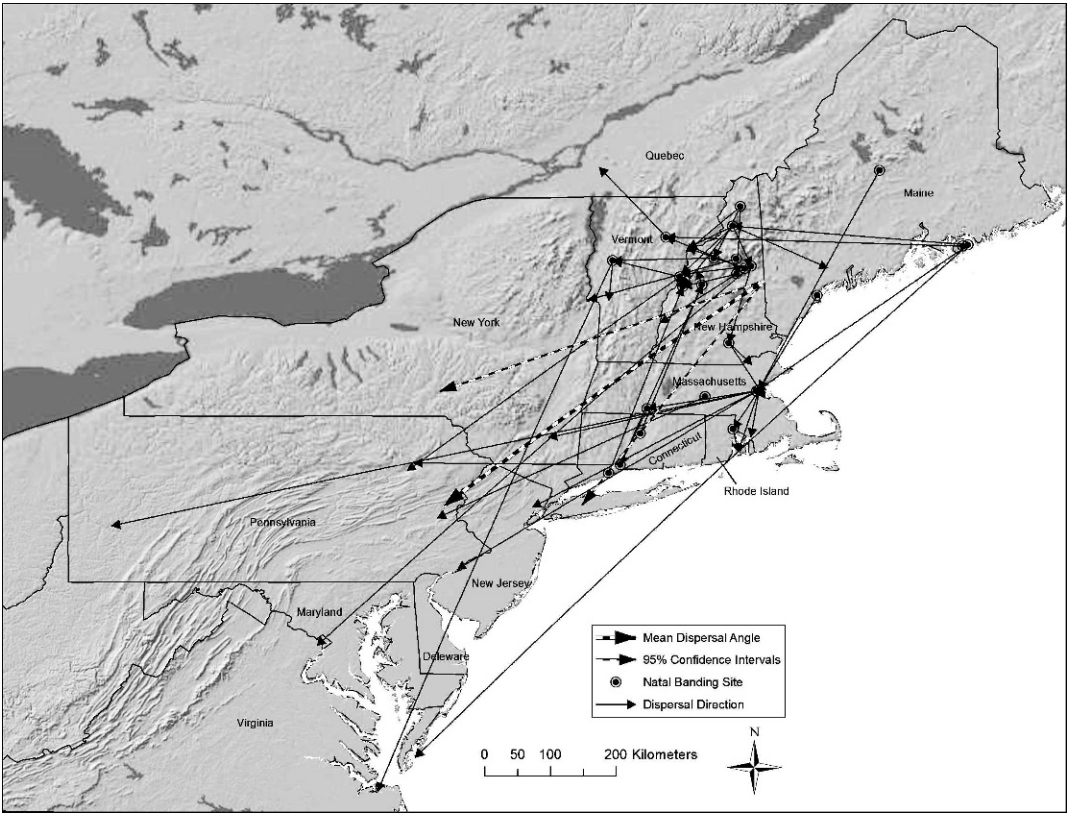 Quebec
Maine
Vermont
New York
New Hampshire
Massachusetts
Connecticut
Rhode Island
Pennsylvania
New Jersey
Maryland
Deleware
Virginia
Mean Dispersal Angle
95% Confidence Intervals
Natal Banding Site
Dispersal Direction
N
0 50 100 200 Kilometers